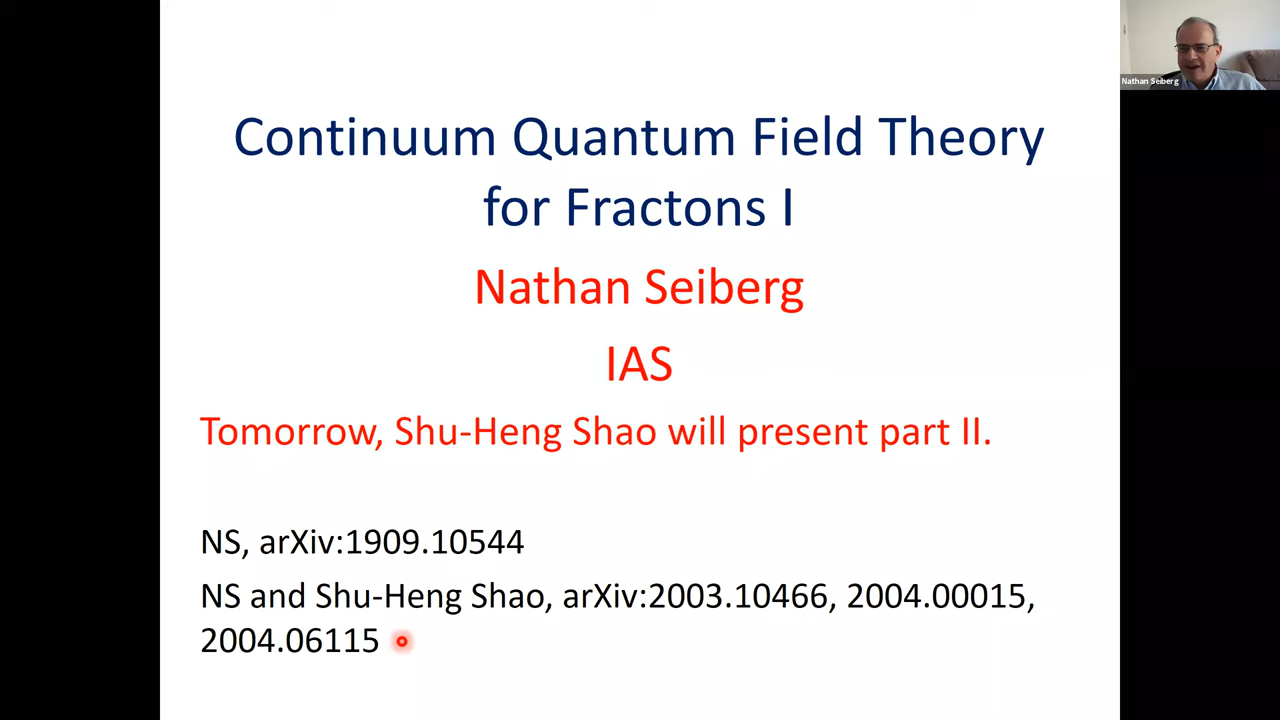 Continuum Quantum Field Theory
for Fractons I
Nathan Seiberg
IAS
Tomorrow, Shu-Heng Shao will present part II.
NS, arXiv:1909.10544
NS and Shu-Heng Shao, arXiv:2003.10466, 2004.00015,
2004.06115
Nathan Seiberg